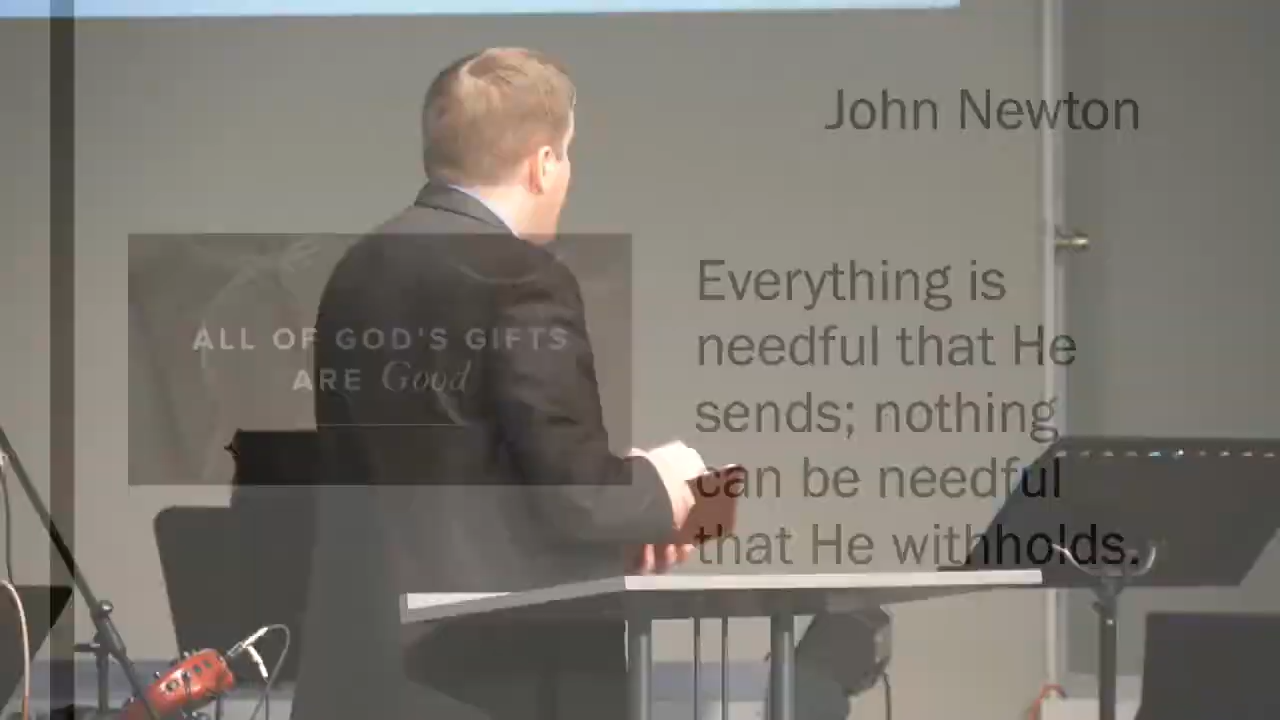 John Newton
ALL OF GOD'S GIFTS
ARE Good
Everything is
needful that He
sends; nothing
can be needful
that He withholds.